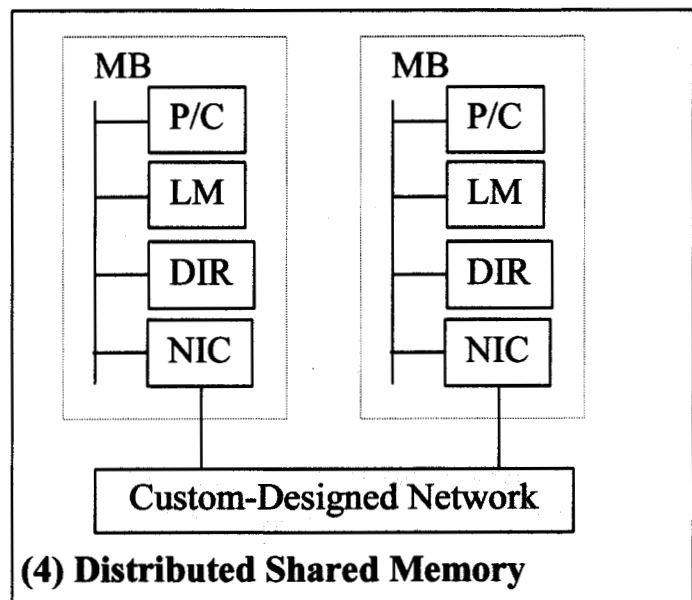 MB
P/C
LM
DIR
NIC
MB
P/C
LM
DIR
NIC
Custom-Designed Network
(4) Distributed Shared Memory